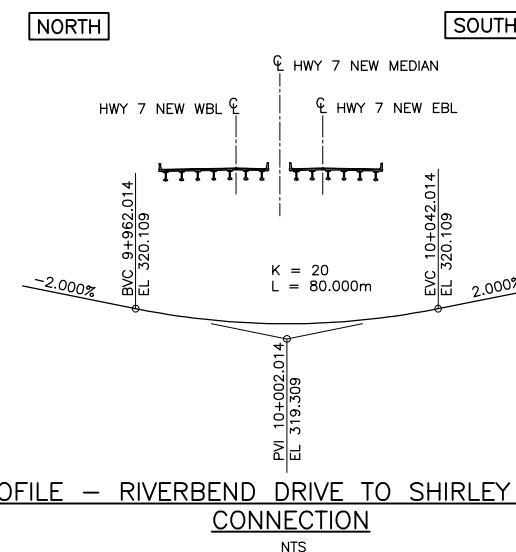 NORTH
SOUTH
℄ HWY 7 NEW MEDIAN
HWY 7 NEW WBL ℄
℄ HWY 7 NEW EBL
BVC 9+962.014
EL 320.109
EVC 10+042.014
EL 320.109
-2.000%
K = 20
L = 80.000m
2.000%
PVI 10+002.014
EL 319.309
OFILE – RIVERBEND DRIVE TO SHIRLEY
CONNECTION
NTS